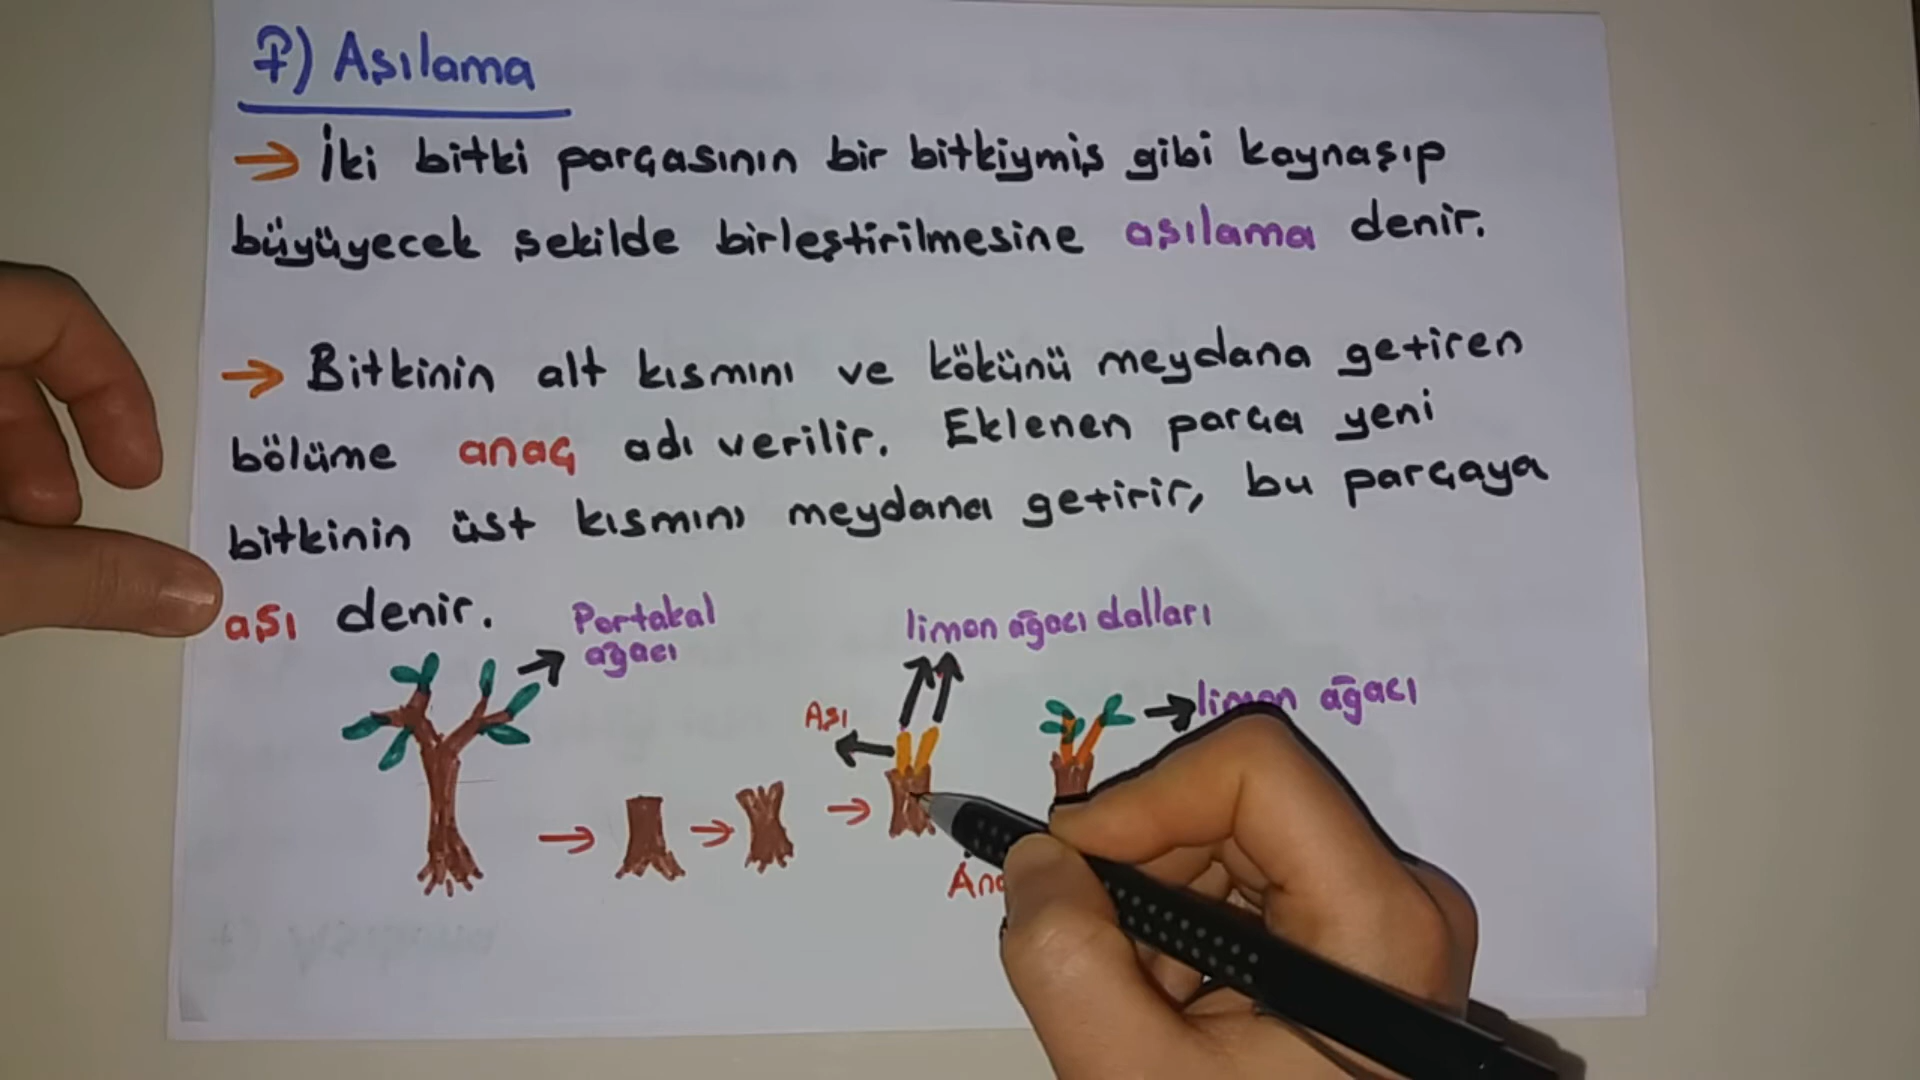 7) Aşılama
→ İki bitki parçasının bir bitkiymiş gibi kaynaşıp
büyüyecek şekilde birleştirilmesine aşılama denir.
→ Bitkinin alt kısmını ve kökünü meydana getiren
bölüme anaç adı verilir. Eklenen parça yeni
bitkinin üst kısmını meydana getirir, bu parçaya
aşı denir.
Portakal
ağacı
limon ağacı dalları
Aşı
limon ağacı